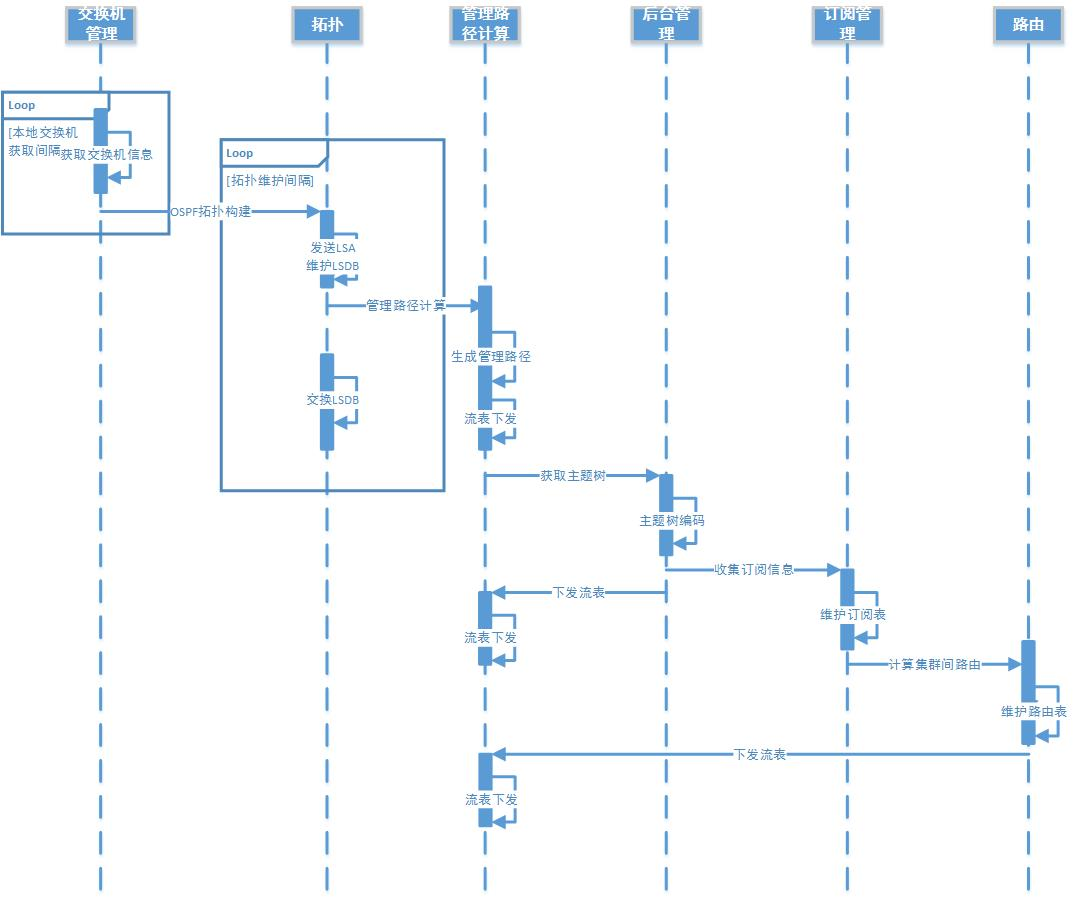 交换机
管理
拓扑
管理路
径计算
后台管
理
订阅管
理
路由
Loop
[本地交换机
获取间隔
获取交换机信息
Loop
[拓扑维护间隔]
OSPF拓扑构建
发送LSA
维护LSDB
管理路径计算
生成管理路径
交换LSDB
流表下发
获取主题树
主题树编码
收集订阅信息
下发流表
维护订阅表
流表下发
计算集群间路由
维护路由表
下发流表
流表下发